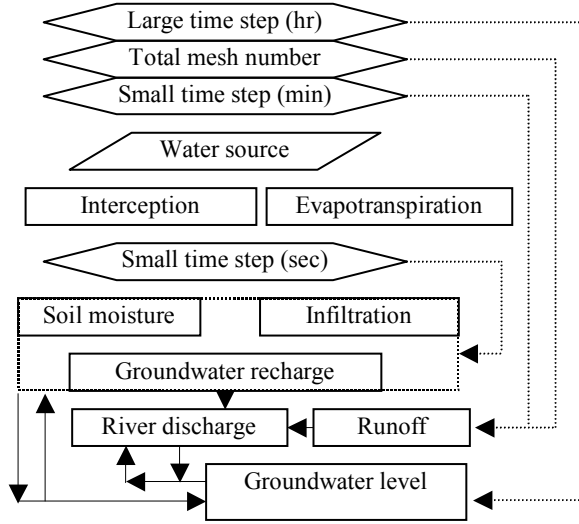 Large time step (hr)
Total mesh number
Small time step (min)
Water source
Interception
Evapotranspiration
Small time step (sec)
Soil moisture
Infiltration
Groundwater recharge
River discharge
Runoff
Groundwater level